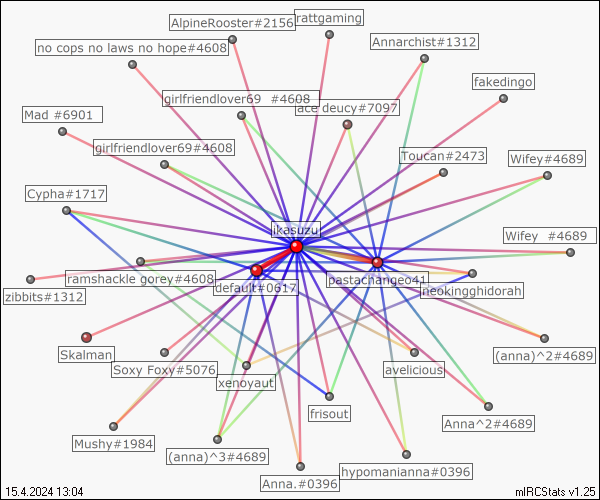 AlpineRooster#2156
rattgaming
no cops no laws no hope#4608
Annarchist#1312
fakedingo
girlfriendlover69 #4608
ace deucy#7097
Mad #6901
girlfriendlover69#4608
Toucan#2473
Wifey#4689
Cypha#1717
ikasuzu
Wifey #4689
ramshackle gorey#4608
pastachangeo41
default#0617
neokingghidorah
zibbits#1312
Skalman
(anna)^2#4689
Soxy Foxy#5076
avelicious
xenoyaut
frisout
Anna^2#4689
Mushy#1984
(anna)^3#4689
hypomanianna#0396
Anna.#0396
15.4.2024 13:04
mIRCStats v1.25